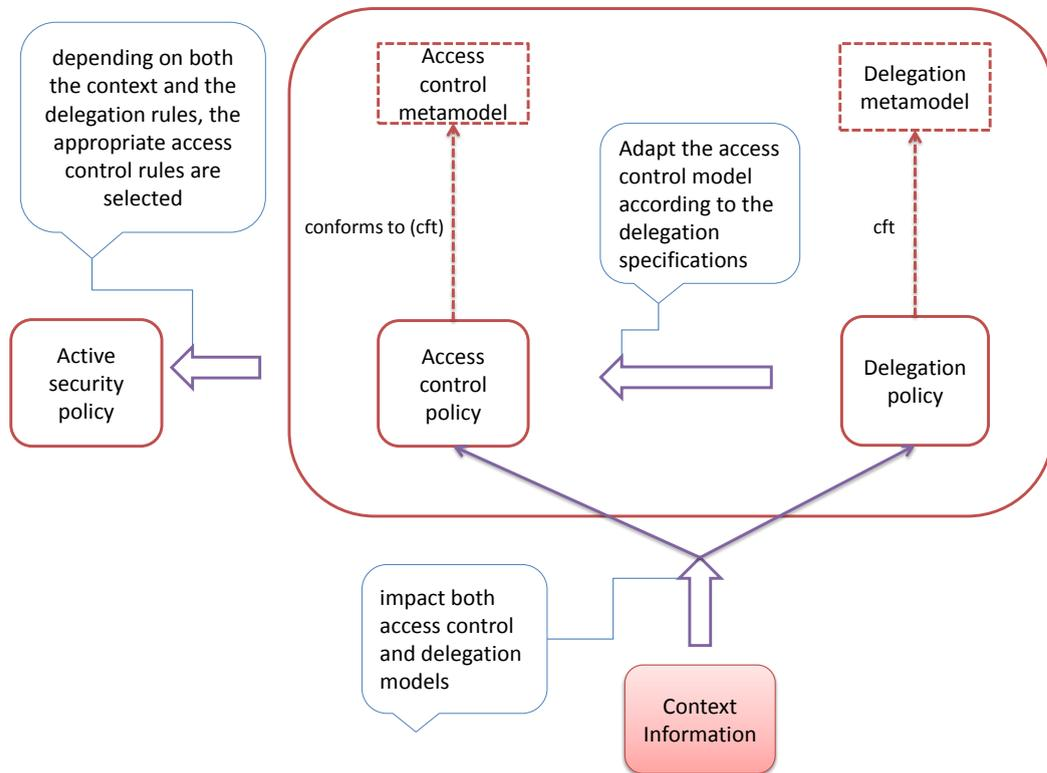 depending on both
the context and the
delegation rules, the
appropriate access
control rules are
selected
Access
control
metamodel
Delegation
metamodel
Adapt the access
control model
according to the
delegation
specifications
conforms to (cft)
cft
Active
security
policy
Access
control
policy
Delegation
policy
impact both
access control
and delegation
models
Context
Information